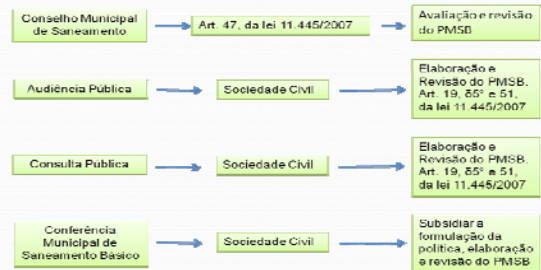 Conselho Municipal
de Saneamento
Art. 47, da lei 11.445/2007
Avaliação e revisão
do PMSB
Audiência Pública
Sociedade Civil
Elaboração e
Revisão do PMSB.
Art. 19, δ5° e 51,
da lei 11.445/2007
Consulta Pública
Sociedade Civil
Elaboração e
Revisão do PMSB.
Art. 19, δ5° e 51,
da lei 11.445/2007
Conferência
Municipal de
Saneamento Básico
Sociedade Civil
Subsidiar a
formulação da
política, elaboração
e revisão do PMSB